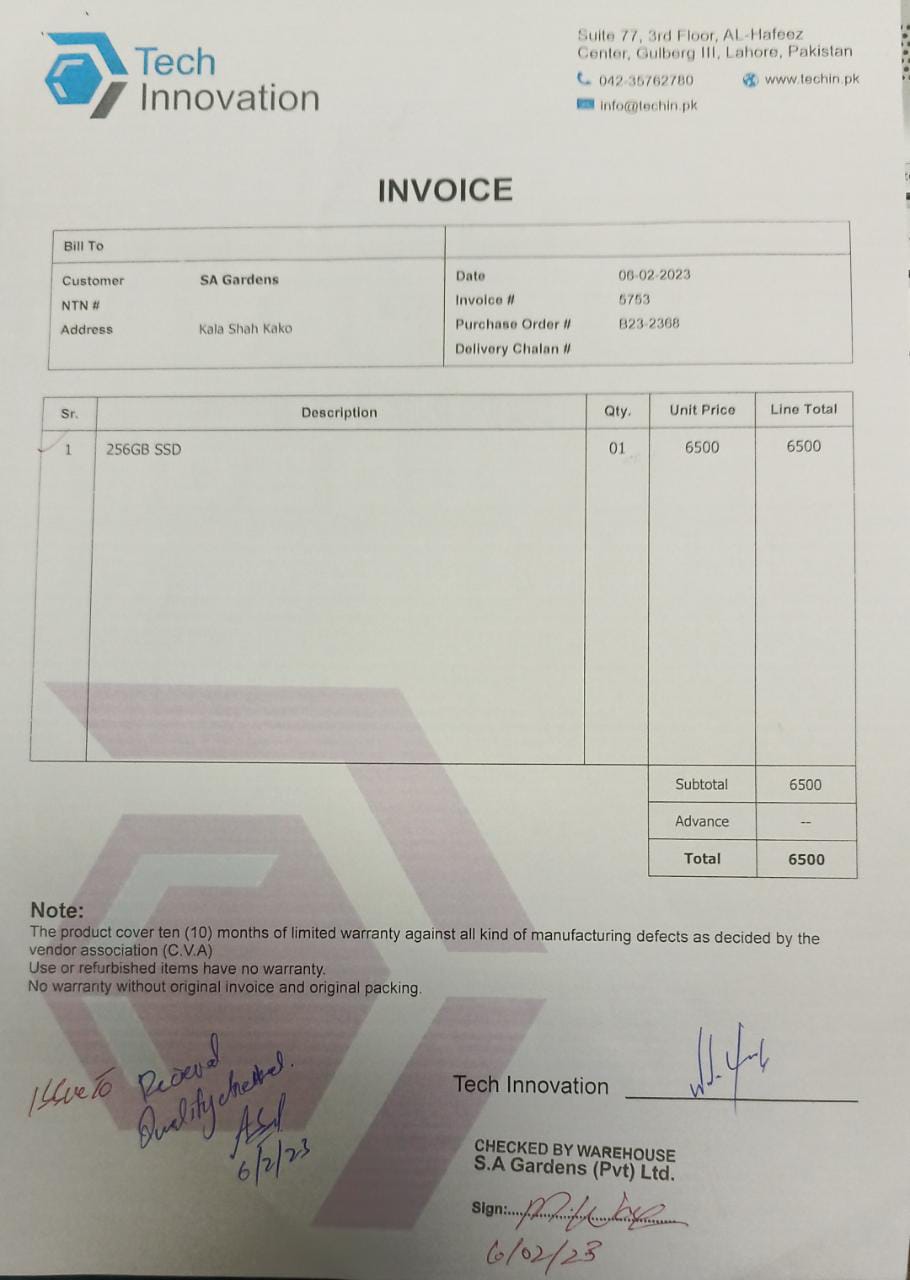 Tech
Innovation
Suite 77, 3rd Floor, AL-Hafeez
Center, Gulberg III, Lahore, Pakistan
042-35762780 www.techin.pk
info@techin.pk
INVOICE
Bill To
Customer SA Gardens
NTN #
Address Kala Shah Kako
Date 06-02-2023
Invoice # 5753
Purchase Order # B23-2368
Delivery Chalan #
Sr. Description Qty. Unit Price Line Total
1 256GB SSD 01 6500 6500
Subtotal 6500
Advance --
Total 6500
Note:
The product cover ten (10) months of limited warranty against all kind of manufacturing defects as decided by the
vendor association (C.V.A)
Use or refurbished items have no warranty.
No warranty without original invoice and original packing.
Issue To
Recieved
Quality checked.
6/2/23
Tech Innovation
CHECKED BY WAREHOUSE
S.A Gardens (Pvt) Ltd.
Sign:
6/02/23